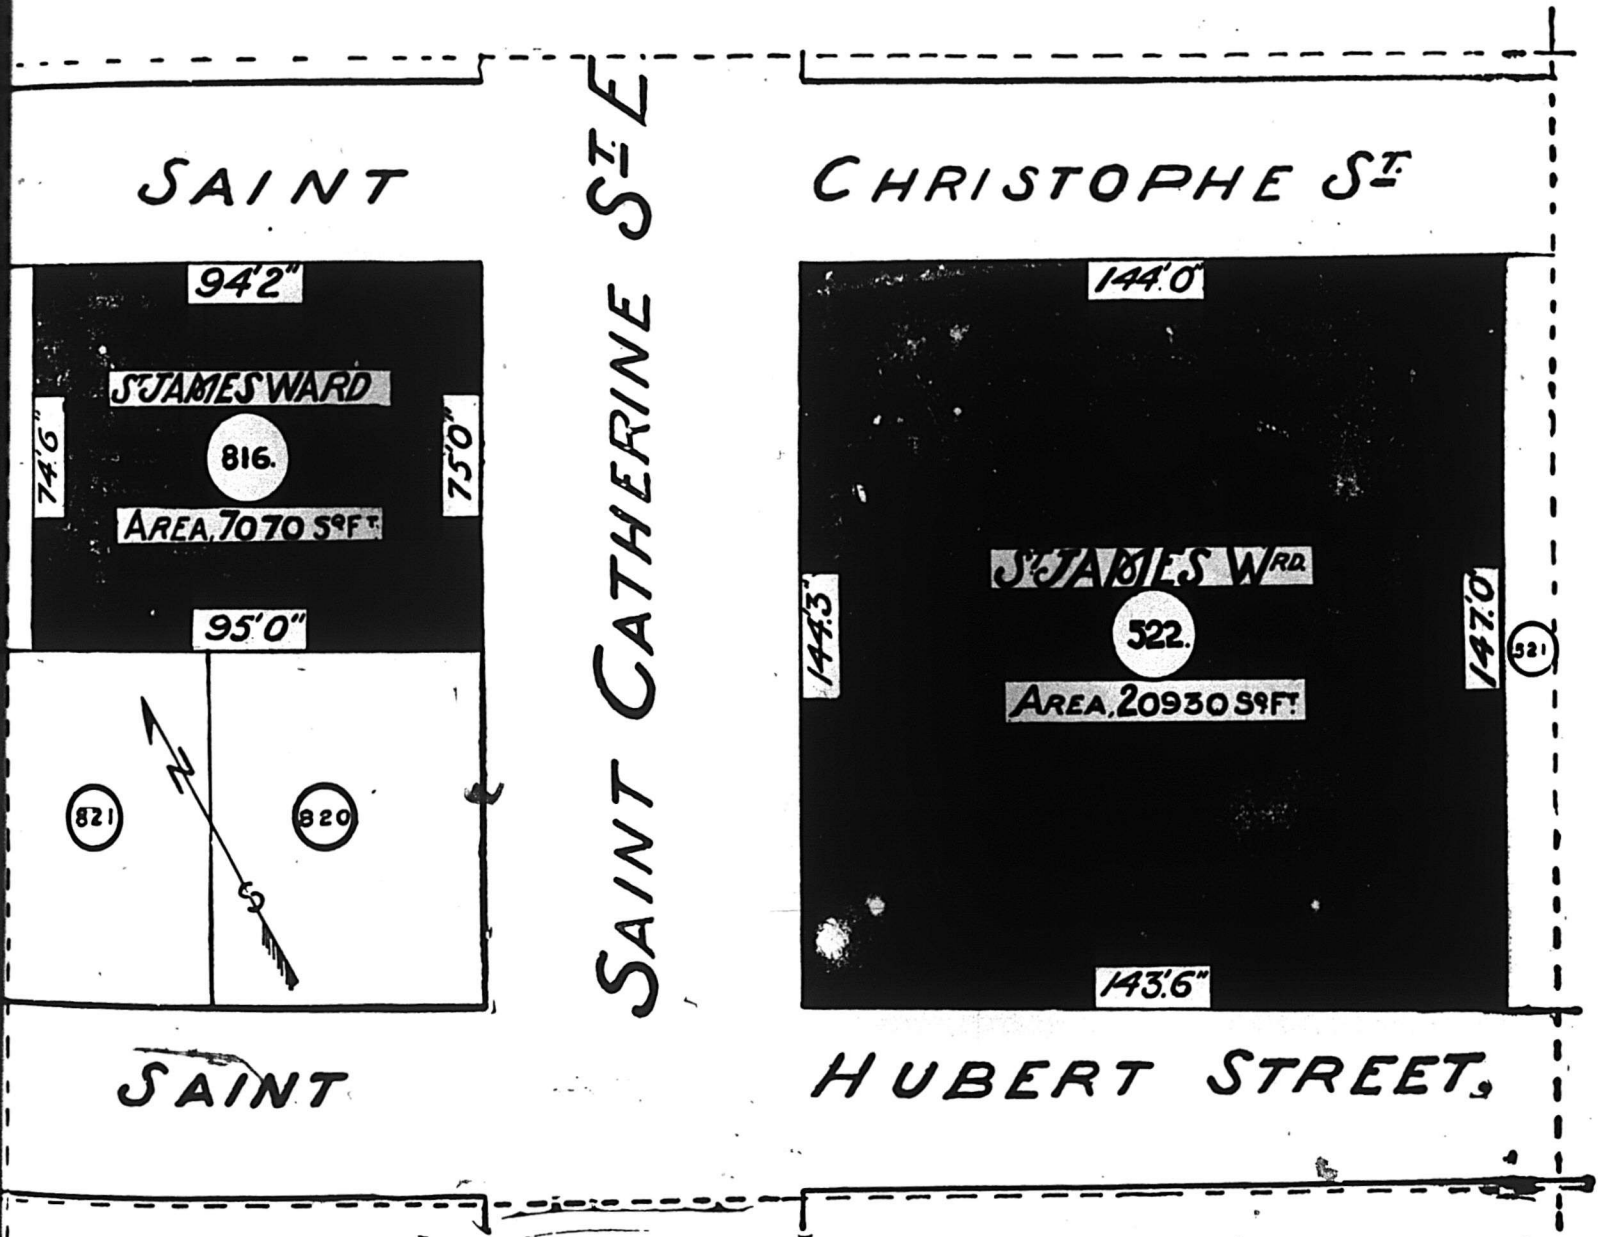 SAINT
CHRISTOPHE ST.
SAINT CATHERINE ST. E
94'2"
ST. JAMES WARD
816.
AREA, 7070 SQ FT.
74'6"
75'0"
95'0"
144'.0"
ST. JAMES WRD.
522.
AREA, 20930 SQ FT.
144'.3"
147'.0"
521
143'.6"
821
N
820
S
SAINT
HUBERT STREET.